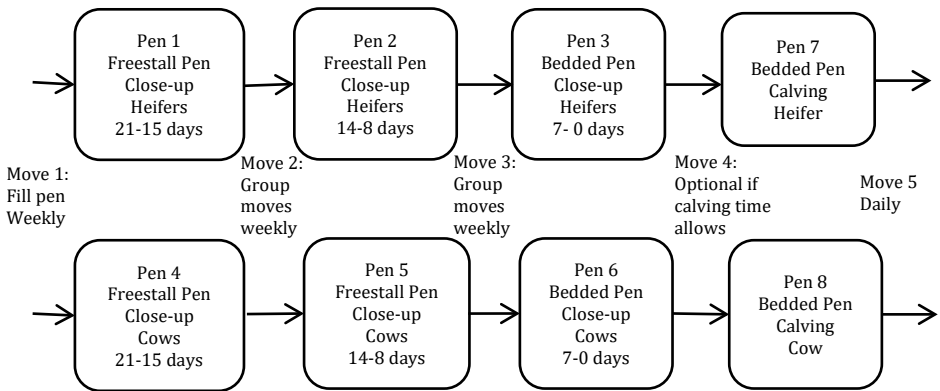 Pen 1
Freestall Pen
Close-up
Heifers
21-15 days
Pen 2
Freestall Pen
Close-up
Heifers
14-8 days
Pen 3
Bedded Pen
Close-up
Heifers
7- 0 days
Pen 7
Bedded Pen
Calving
Heifer
Move 1:
Fill pen
Weekly
Move 2:
Group
moves
weekly
Move 3:
Group
moves
weekly
Move 4:
Optional if
calving time
allows
Move 5
Daily
Pen 4
Freestall Pen
Close-up
Cows
21-15 days
Pen 5
Freestall Pen
Close-up
Cows
14-8 days
Pen 6
Bedded Pen
Close-up
Cows
7-0 days
Pen 8
Bedded Pen
Calving
Cow